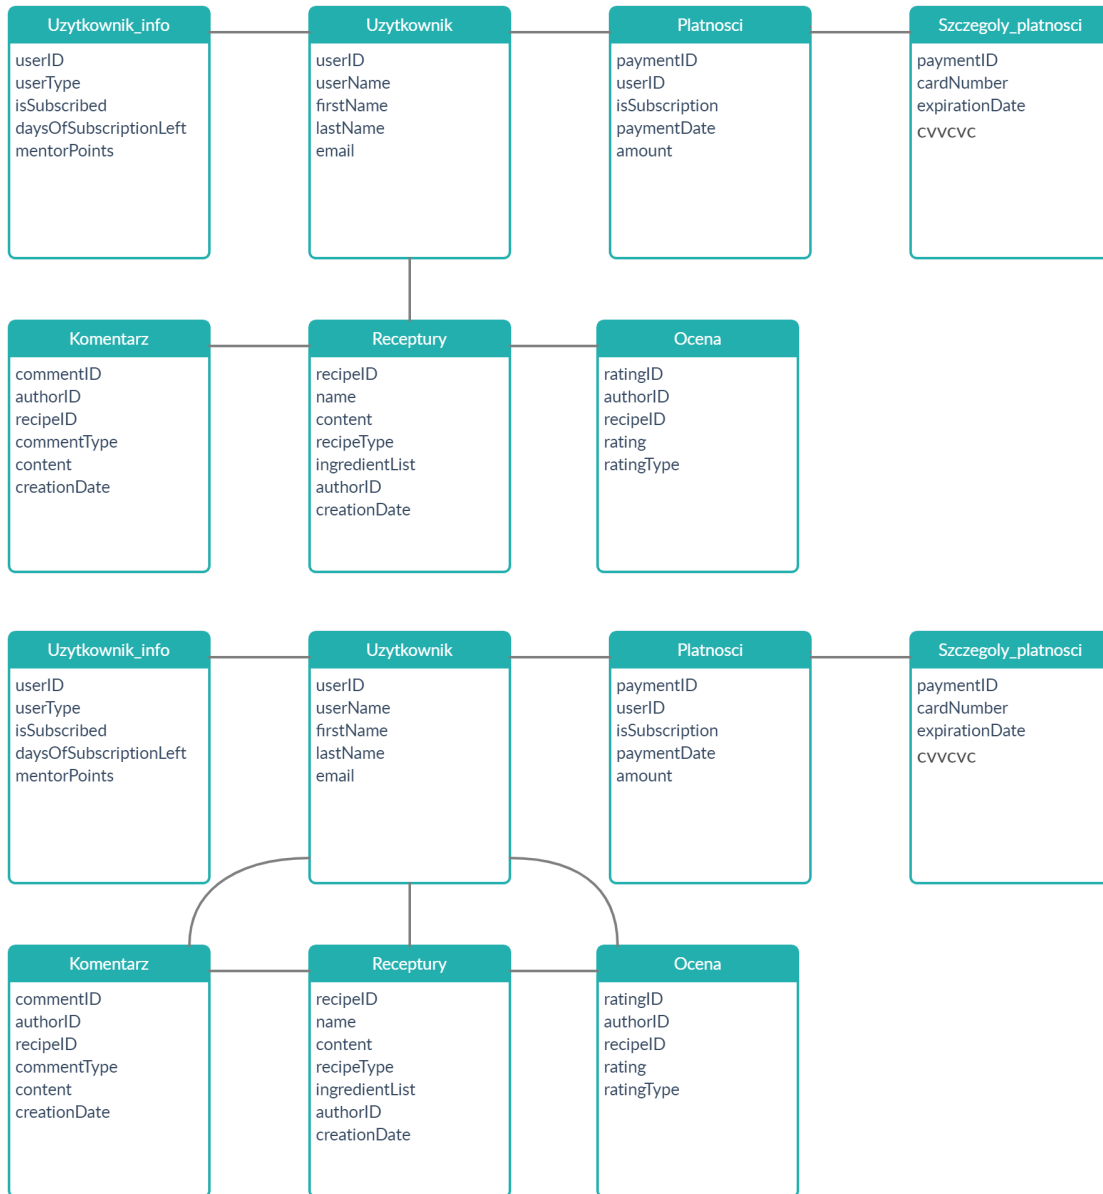 Uzytkownik_info
userID
userType
isSubscribed
daysOfSubscriptionLeft
mentorPoints
Uzytkownik
userID
userName
firstName
lastName
email
Platnosci
paymentID
userID
isSubscription
paymentDate
amount
Szczegoly_platnosci
paymentID
cardNumber
expirationDate
cvvcvc
Komentarz
commentID
authorID
recipeID
commentType
content
creationDate
Receptury
recipeID
name
content
recipeType
ingredientList
authorID
creationDate
Ocena
ratingID
authorID
recipeID
rating
ratingType
Uzytkownik_info
userID
userType
isSubscribed
daysOfSubscriptionLeft
mentorPoints
Uzytkownik
userID
userName
firstName
lastName
email
Platnosci
paymentID
userID
isSubscription
paymentDate
amount
Szczegoly_platnosci
paymentID
cardNumber
expirationDate
cvvcvc
Komentarz
commentID
authorID
recipeID
commentType
content
creationDate
Receptury
recipeID
name
content
recipeType
ingredientList
authorID
creationDate
Ocena
ratingID
authorID
recipeID
rating
ratingType